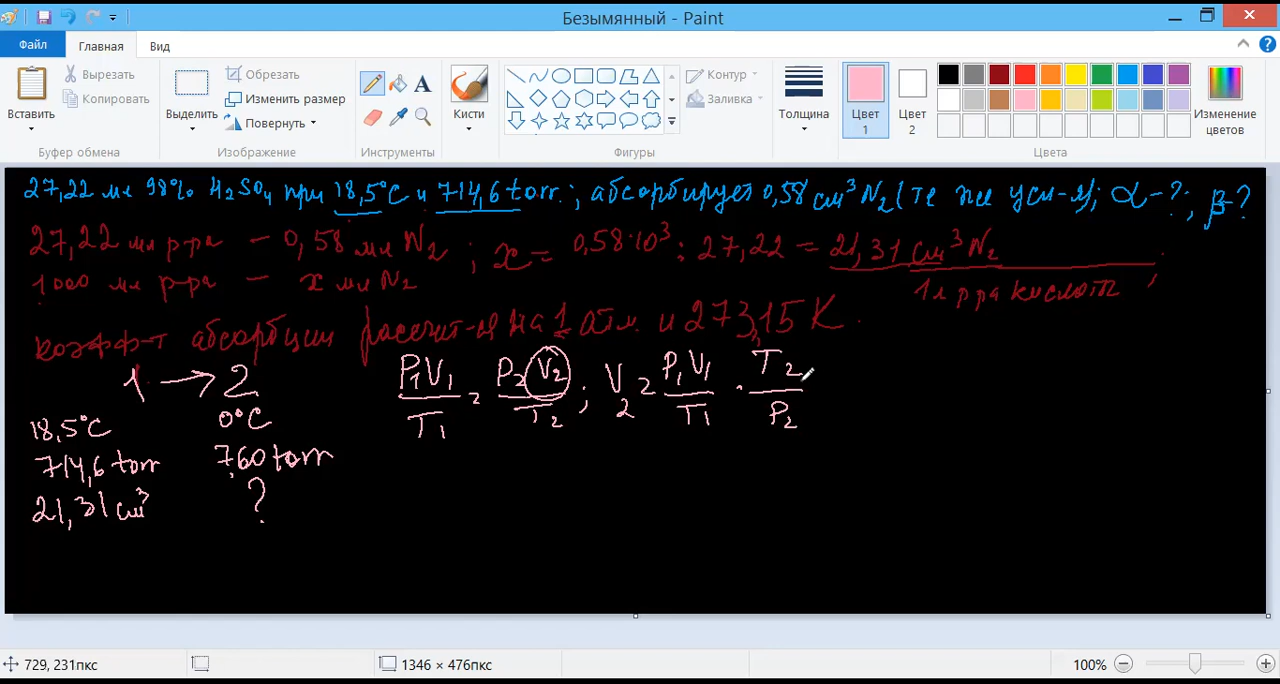 Безымянный - Paint
Файл Главная Вид
Вставить
Вырезать
Копировать
Буфер обмена
Выделить
Обрезать
Изменить размер
Повернуть
Изображение
A
Инструменты
Кисти
Контур
Заливка
Фигуры
Толщина
Цвет 1
Цвет 2
Изменение цветов
Цвета
27,22 мл 98% H₂SO₄ при 18,5°C и 714,6 torr.; абсорбирует 0,58 см³ N₂ (те же усл-я); α-?; β-?
27,22 мл р-ра - 0,58 мл N₂ ; x = 0,58·10³ : 27,22 = 21,31 см³ N₂
1000 мл р-ра - x мл N₂
1л р-ра кислоты ;
коэфф-т абсорбции рассчит-ся на 1 атм. и 273,15 K.
1 → 2
18,5°C 0°C
714,6 torr 760 torr
21,31 см³ ?
P₁V₁ / T₁ = P₂V₂ / T₂ ; V₂ = P₁V₁ / T₁ · T₂ / P₂
729, 231пкс
1346 × 476пкс
100%